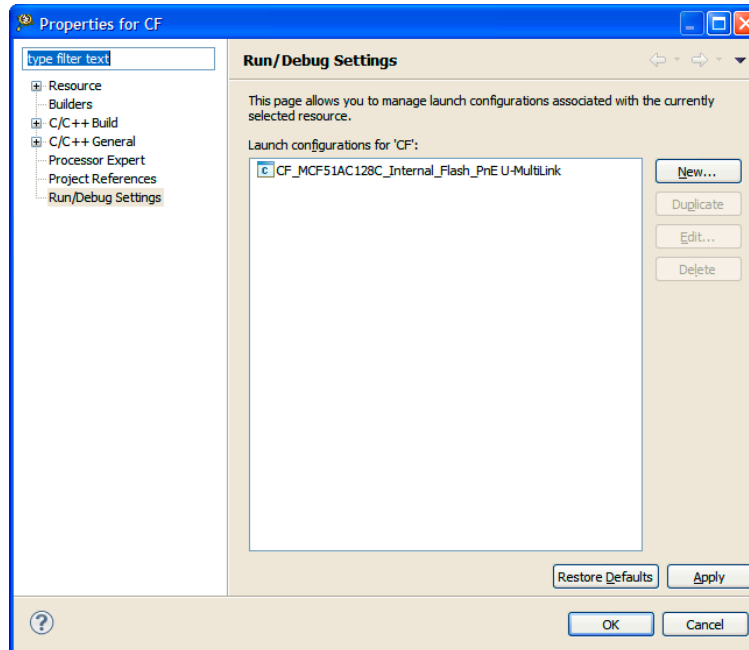 Properties for CF
type filter text
Resource
Builders
C/C++ Build
C/C++ General
Processor Expert
Project References
Run/Debug Settings
Run/Debug Settings
This page allows you to manage launch configurations associated with the currently
selected resource.
Launch configurations for 'CF':
CF_MCF51AC128C_Internal_Flash_PnE U-MultiLink
New...
Duplicate
Edit...
Delete
Restore Defaults
Apply
OK
Cancel